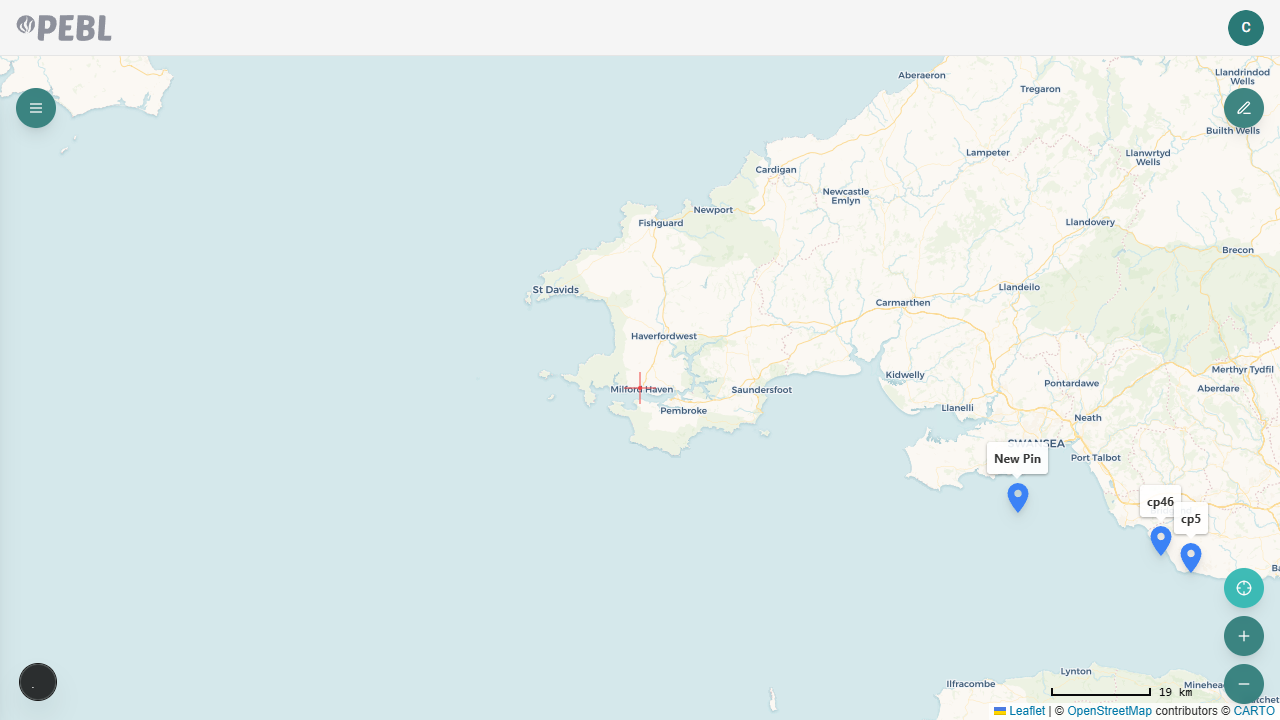 PEBL
C
Aberaeron
Llandrindod
Wells
Tregaron
Builth Wells
Lampeter
Llanwrtyd
Wells
Cardigan
Newcastle
Emlyn
Newport
Fishguard
Llandovery
Brecon
St Davids
Llandeilo
Carmarthen
Haverfordwest
Milford Haven
Saundersfoot
Kidwelly
Pontardawe
Merthyr Tydfil
Aberdare
Pembroke
Llanelli
Neath
SWANSEA
Port Talbot
New Pin
cp46
cp5
Lynton
Ilfracombe
19 km
Leaflet | © OpenStreetMap contributors © CARTO